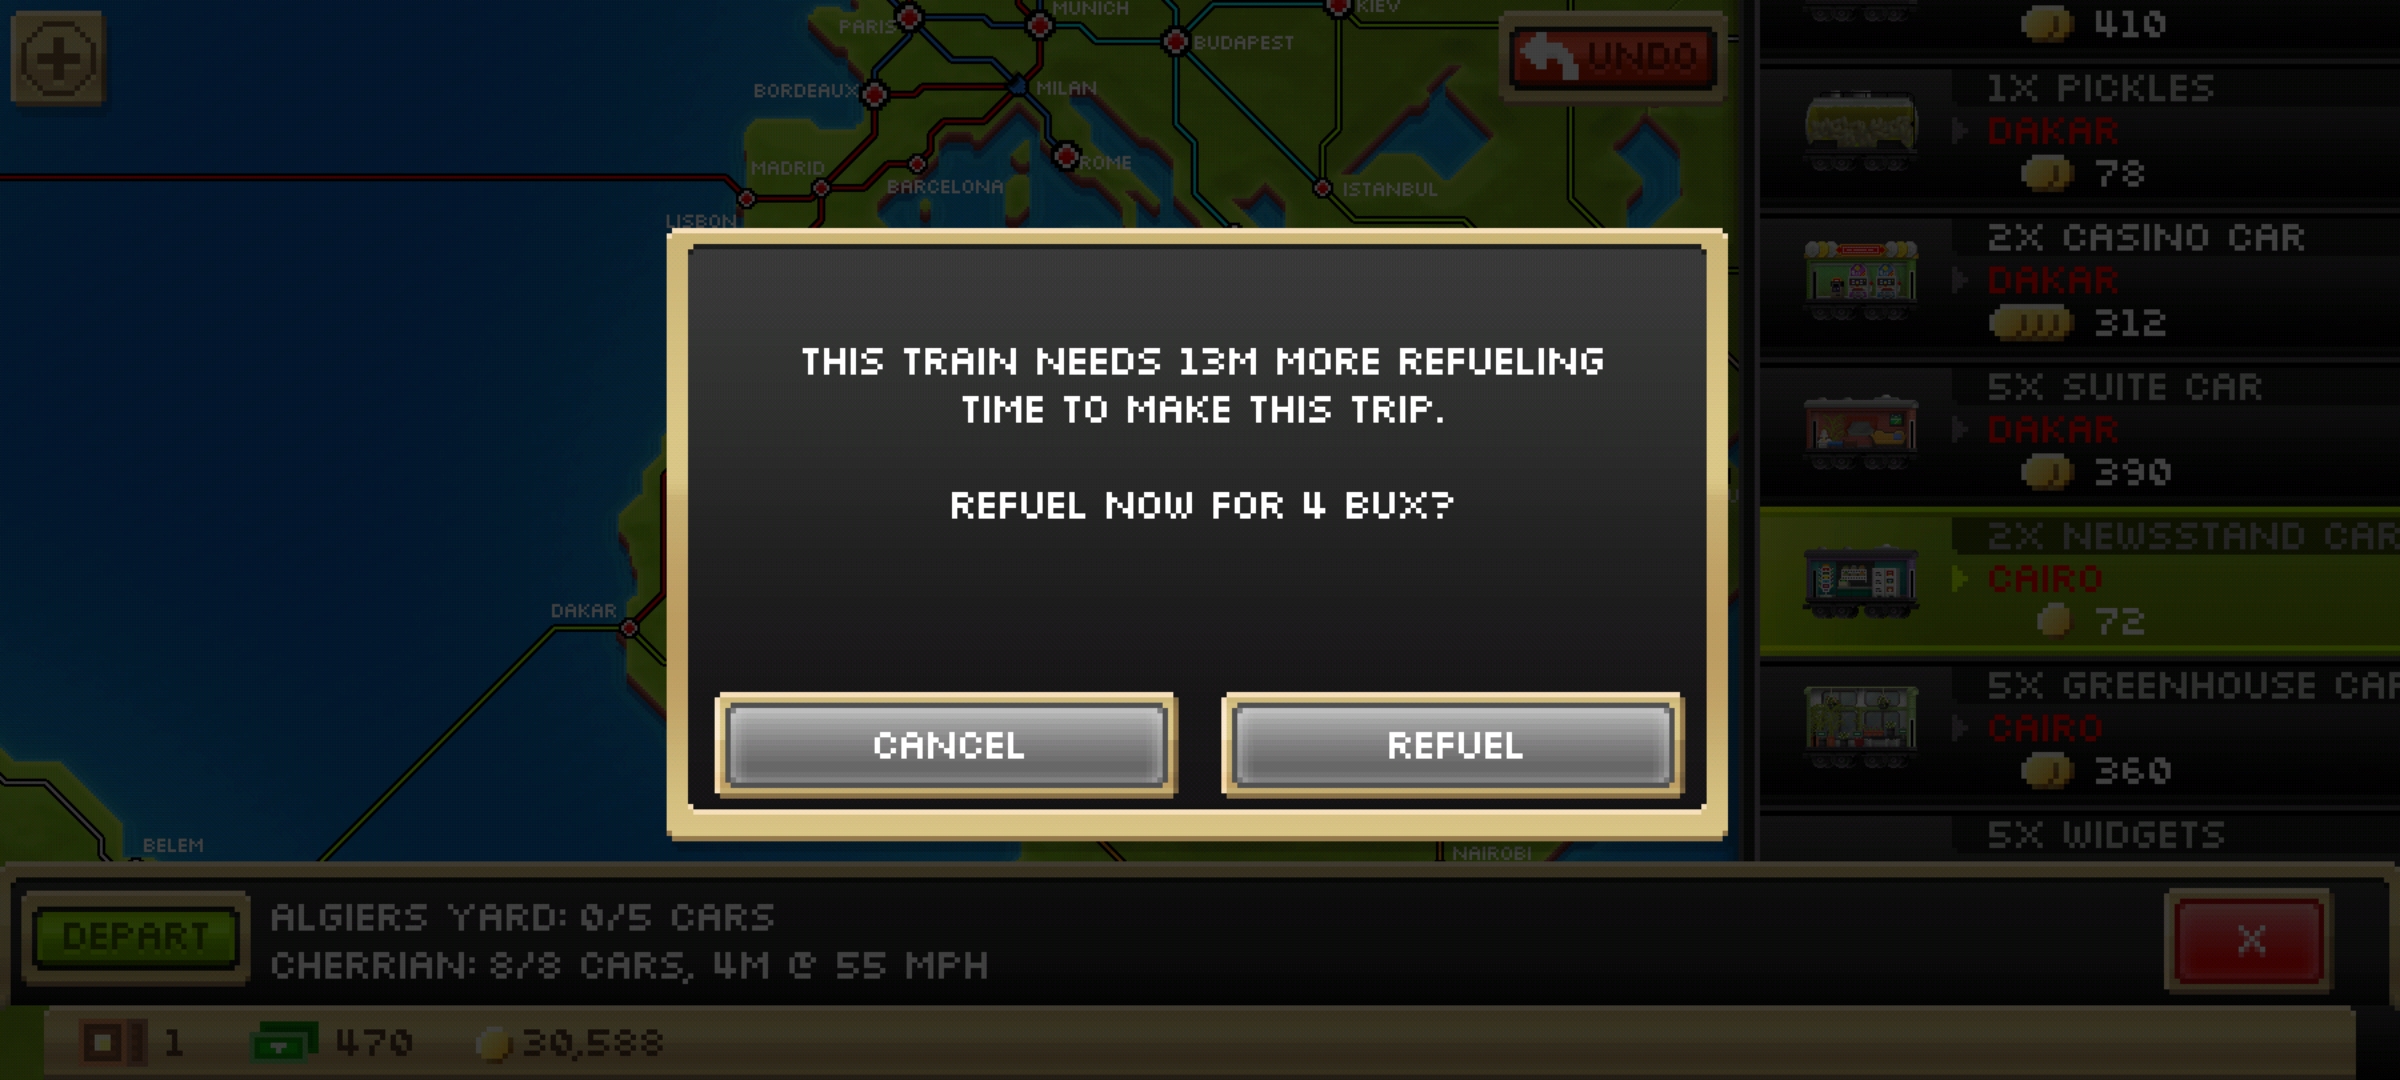 MUNICH
KIEV
PARIS
BUDAPEST
UNDO
410
BORDEAUX
MILAN
1X PICKLES
DAKAR
78
MADRID
ROME
BARCELONA
ISTANBUL
LISBON
2X CASINO CAR
DAKAR
312
THIS TRAIN NEEDS 13M MORE REFUELING
TIME TO MAKE THIS TRIP.
REFUEL NOW FOR 4 BUX?
5X SUITE CAR
DAKAR
390
2X NEWSSTAND CAR
CAIRO
72
DAKAR
5X GREENHOUSE CAR
CAIRO
360
CANCEL
REFUEL
5X WIDGETS
BELEM
NAIROBI
DEPART
ALGIERS YARD: 0/5 CARS
CHERRIAN: 8/8 CARS, 4M @ 55 MPH
X
1
470
30,588